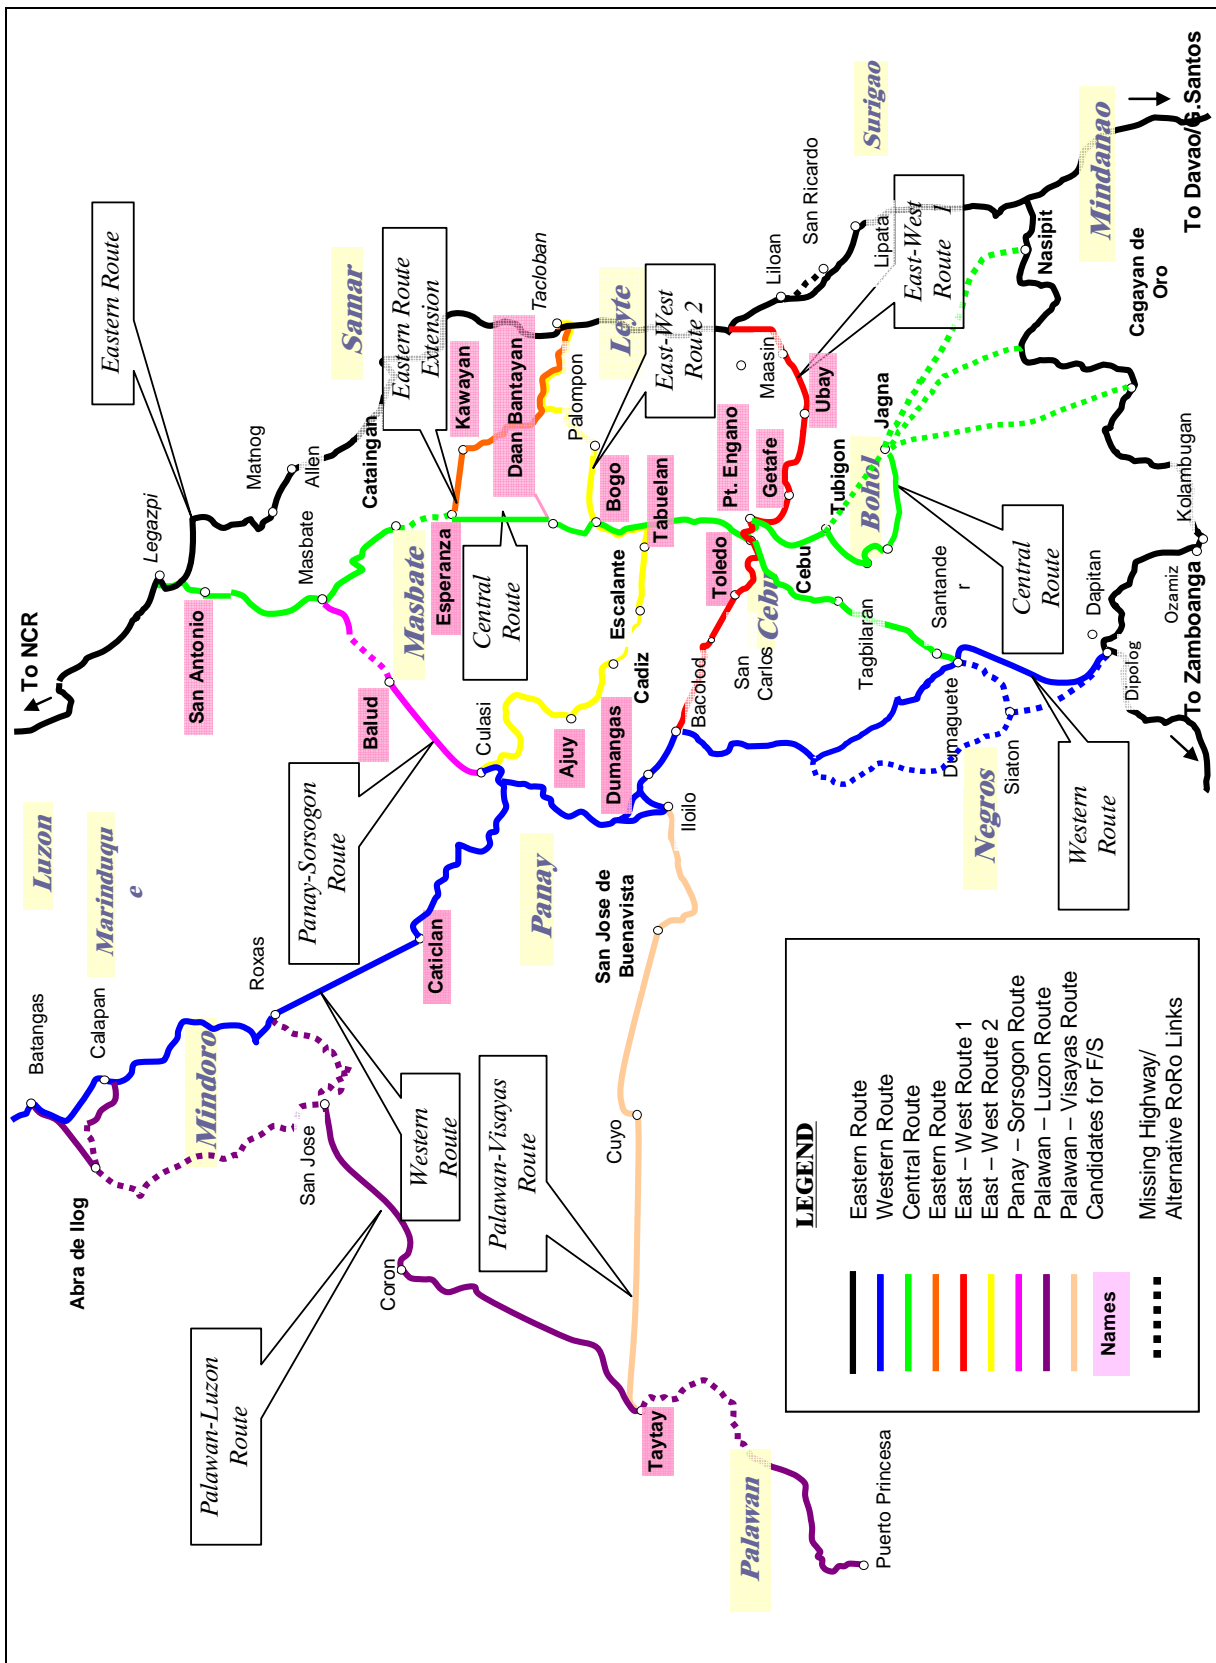 To NCR
Luzon
Marinduqu
e
Batangas
Calapan
Roxas
Mindoro
San Jose
Abra de Ilog
Palawan-Luzon
Route
Coron
Western
Route
Palawan-Visayas
Route
Cuyo
Taytay
Palawan
Puerto Princesa
Eastern Route
Legazpi
San Antonio
Matnog
Allen
Masbate
Cataingan
Samar
Masbate
Balud
Panay-Sorsogon
Route
Caticlan
Culasi
Panay
Esperanza
Kawayan
Eastern Route
Extension
Daan Bantayan
Central
Route
Tacloban
Palompon
Leyte
East-West
Route 2
Bogo
Tabuelan
Escalante
Cadiz
Ajuy
Dumangas
Iloilo
San Jose de
Buenavista
Bacolod
San
Carlos
Toledo
Cebu
Cebu
Pt. Engano
Getafe
Ubay
Maasin
Liloan
San Ricardo
Lipata
Surigao
East-West
Route
1
Tubigon
Bohol
Jagna
Tagbilaran
Santande
r
Central
Route
Dumaguete
Siaton
Negros
Western
Route
Dapitan
Dipolog
Ozamiz
Kolambugan
To Zamboanga
Cagayan de
Oro
Nasipit
Mindanao
To Davao/G.Santos
LEGEND
Eastern Route
Western Route
Central Route
Eastern Route
East – West Route 1
East – West Route 2
Panay – Sorsogon Route
Palawan – Luzon Route
Palawan – Visayas Route
Names
Candidates for F/S
Missing Highway/
Alternative RoRo Links